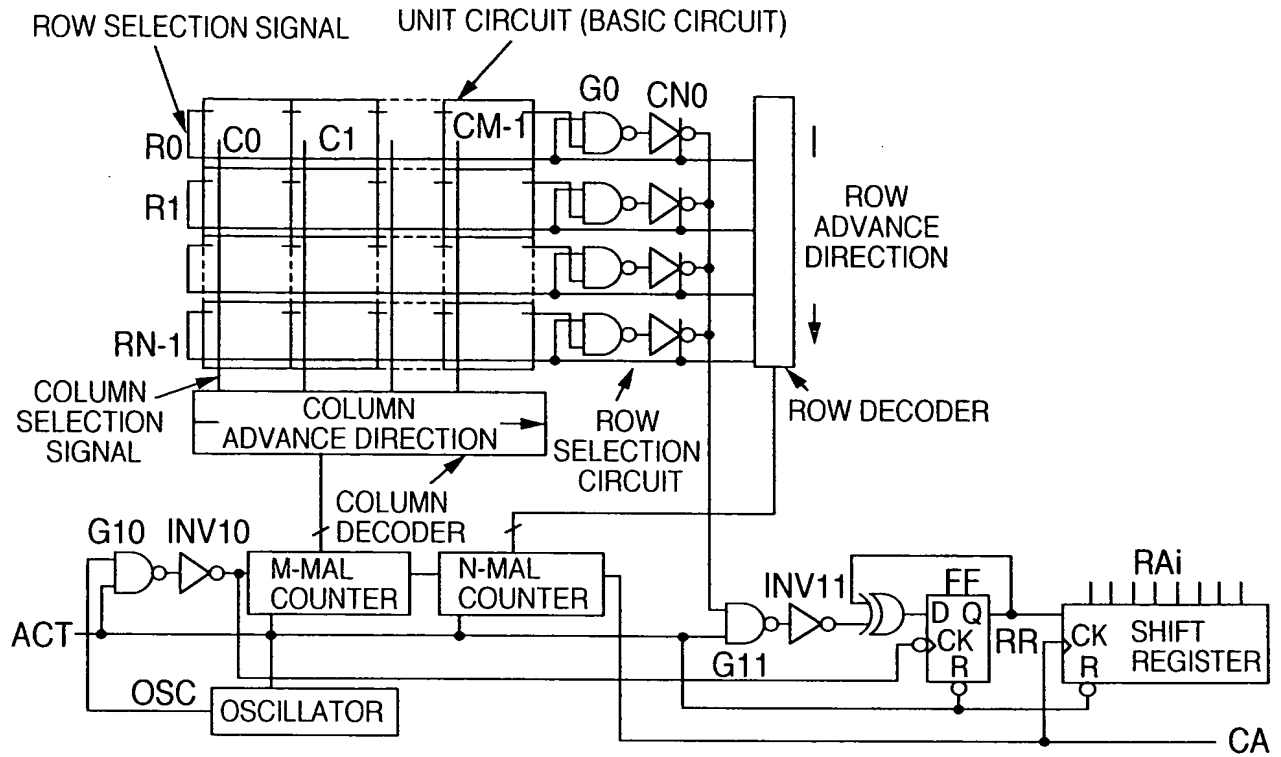 ROW SELECTION SIGNAL
UNIT CIRCUIT (BASIC CIRCUIT)
G0
CN0
R0
C0
C1
CM-1
R1
RN-1
ROW
ADVANCE
DIRECTION
COLUMN
SELECTION
SIGNAL
COLUMN
ADVANCE DIRECTION
ROW
SELECTION
CIRCUIT
ROW DECODER
COLUMN
DECODER
G10
INV10
M-MAL
COUNTER
N-MAL
COUNTER
INV11
FF
RAi
D Q
CK
R
RR
CK
R
SHIFT
REGISTER
ACT
G11
OSC
OSCILLATOR
CA